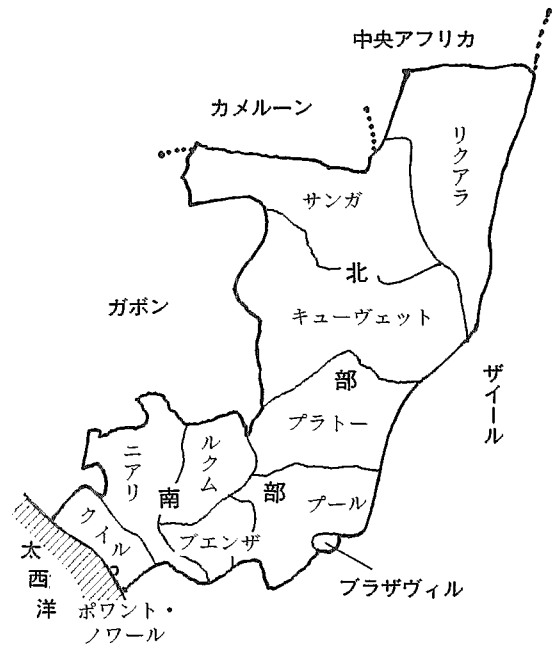 中央アフリカ
カメルーン
リクアラ
サンガ
北
ガボン
キューヴェット
ザイール
部
プラトー
ルクム
ニアリ
南
部
プール
クイル
ブエンザ
太西洋
ブラザヴィル
ポワント・
ノワール